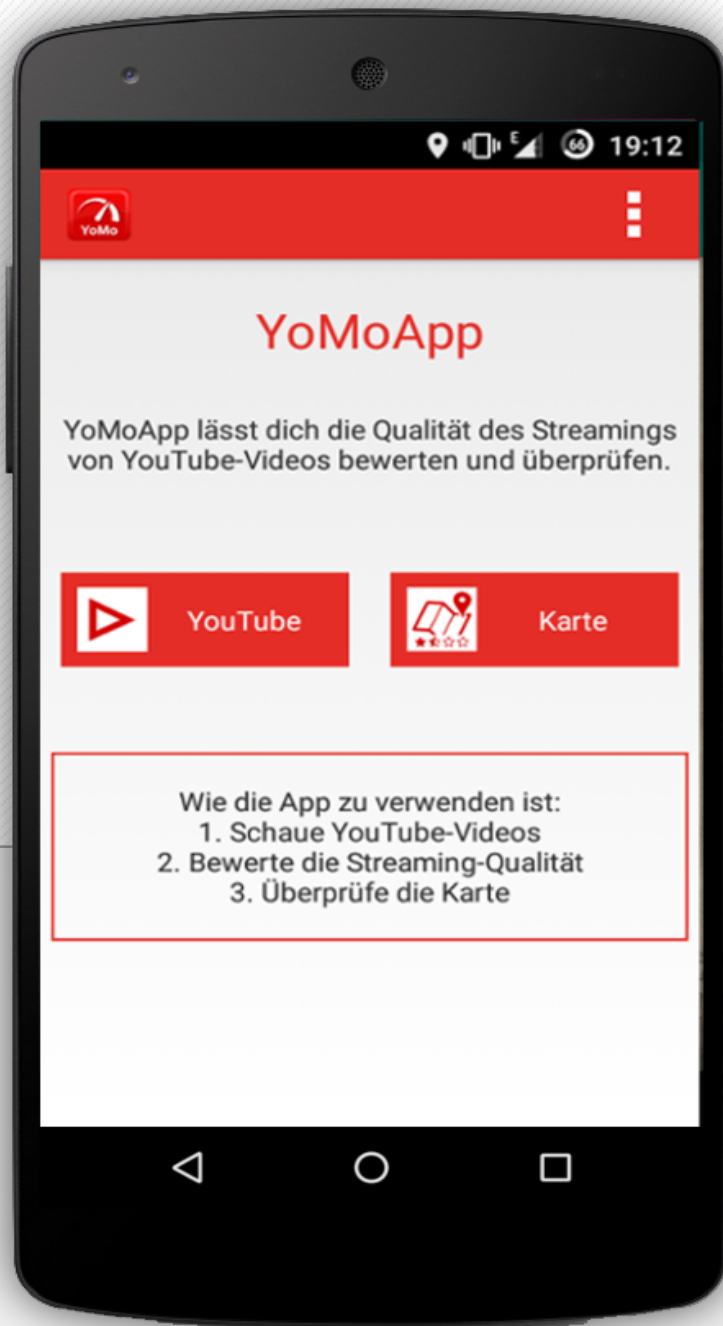 E 66 19:12
YoMo
YoMoApp
YoMoApp lässt dich die Qualität des Streamings
von YouTube-Videos bewerten und überprüfen.
YouTube
Karte
Wie die App zu verwenden ist:
1. Schaue YouTube-Videos
2. Bewerte die Streaming-Qualität
3. Überprüfe die Karte